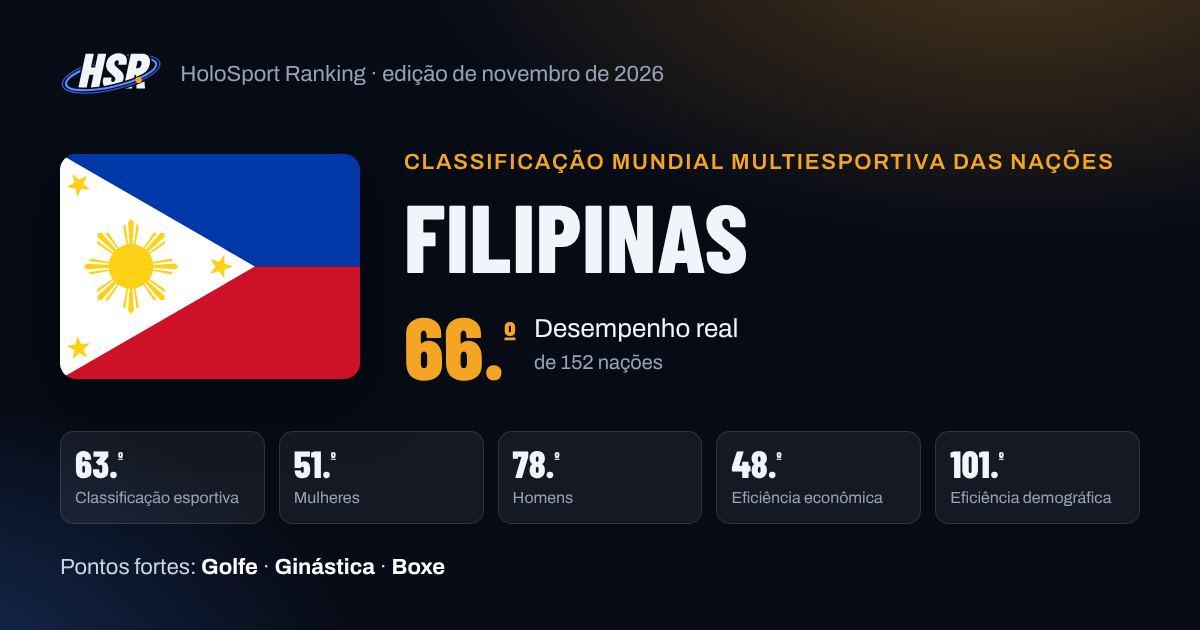 HSR
HoloSport Ranking · edição de novembro de 2026
CLASSIFICAÇÃO MUNDIAL MULTIESPORTIVA DAS NAÇÕES
FILIPINAS
66.º
Desempenho real
de 152 nações
63.º
Classificação esportiva
51.º
Mulheres
78.º
Homens
48.º
Eficiência econômica
101.º
Eficiência demográfica
Pontos fortes: Golfe · Ginástica · Boxe